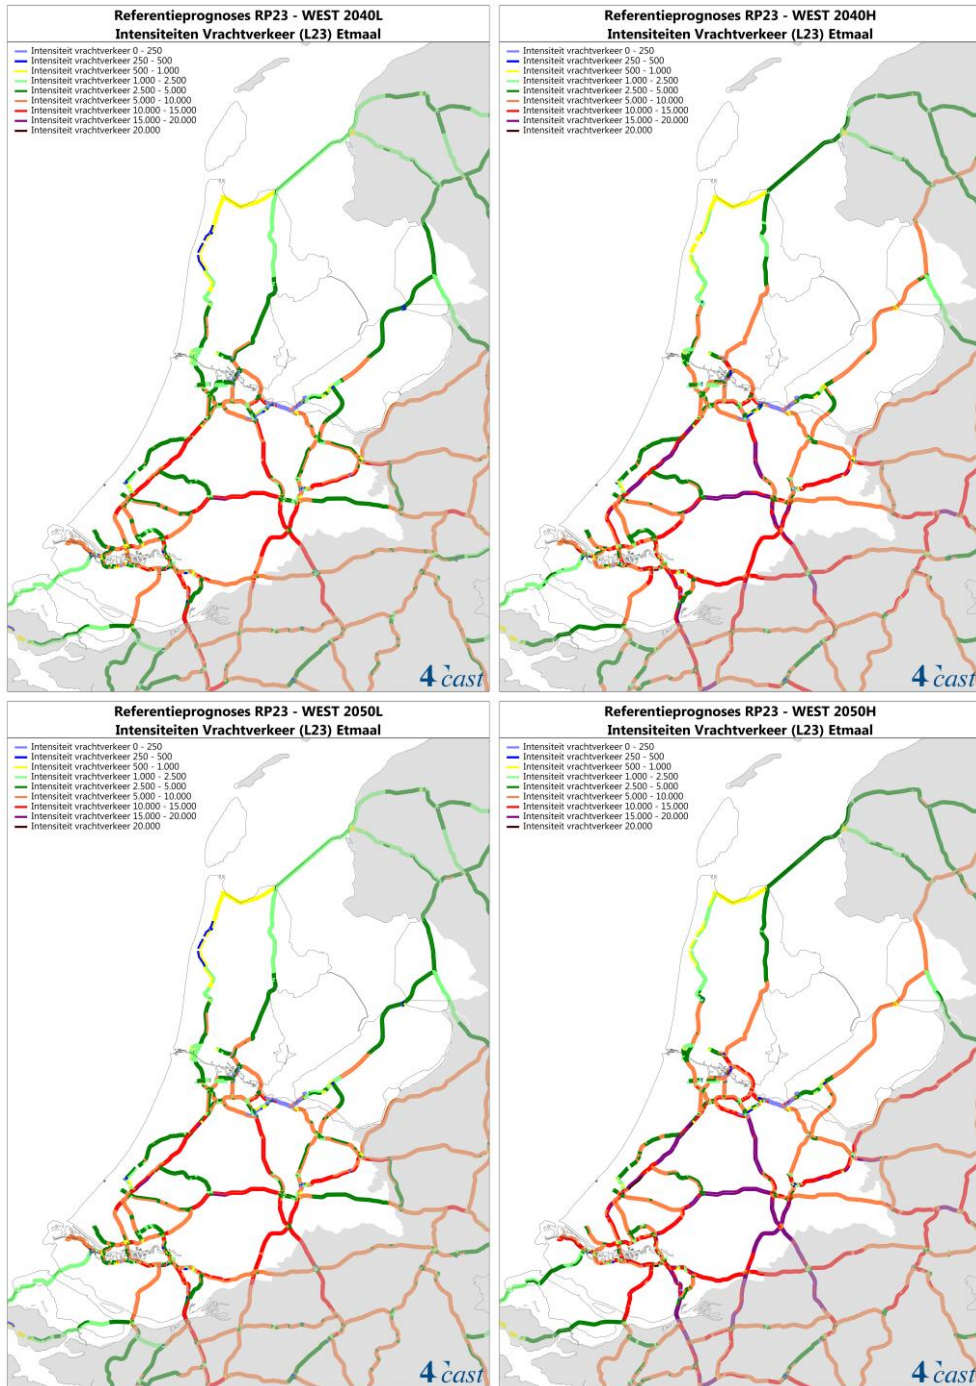 Referentieprognoses RP23 - WEST 2040L
Intensiteiten Vrachtverkeer (L23) Etmaal
Intensiteit vrachtverkeer 0 - 250
Intensiteit vrachtverkeer 250 - 500
Intensiteit vrachtverkeer 500 - 1.000
Intensiteit vrachtverkeer 1.000 - 2.500
Intensiteit vrachtverkeer 2.500 - 5.000
Intensiteit vrachtverkeer 5.000 - 10.000
Intensiteit vrachtverkeer 10.000 - 15.000
Intensiteit vrachtverkeer 15.000 - 20.000
Intensiteit vrachtverkeer 20.000
4cast
Referentieprognoses RP23 - WEST 2040H
Intensiteiten Vrachtverkeer (L23) Etmaal
Intensiteit vrachtverkeer 0 - 250
Intensiteit vrachtverkeer 250 - 500
Intensiteit vrachtverkeer 500 - 1.000
Intensiteit vrachtverkeer 1.000 - 2.500
Intensiteit vrachtverkeer 2.500 - 5.000
Intensiteit vrachtverkeer 5.000 - 10.000
Intensiteit vrachtverkeer 10.000 - 15.000
Intensiteit vrachtverkeer 15.000 - 20.000
Intensiteit vrachtverkeer 20.000
4cast
Referentieprognoses RP23 - WEST 2050L
Intensiteiten Vrachtverkeer (L23) Etmaal
Intensiteit vrachtverkeer 0 - 250
Intensiteit vrachtverkeer 250 - 500
Intensiteit vrachtverkeer 500 - 1.000
Intensiteit vrachtverkeer 1.000 - 2.500
Intensiteit vrachtverkeer 2.500 - 5.000
Intensiteit vrachtverkeer 5.000 - 10.000
Intensiteit vrachtverkeer 10.000 - 15.000
Intensiteit vrachtverkeer 15.000 - 20.000
Intensiteit vrachtverkeer 20.000
4cast
Referentieprognoses RP23 - WEST 2050H
Intensiteiten Vrachtverkeer (L23) Etmaal
Intensiteit vrachtverkeer 0 - 250
Intensiteit vrachtverkeer 250 - 500
Intensiteit vrachtverkeer 500 - 1.000
Intensiteit vrachtverkeer 1.000 - 2.500
Intensiteit vrachtverkeer 2.500 - 5.000
Intensiteit vrachtverkeer 5.000 - 10.000
Intensiteit vrachtverkeer 10.000 - 15.000
Intensiteit vrachtverkeer 15.000 - 20.000
Intensiteit vrachtverkeer 20.000
4cast